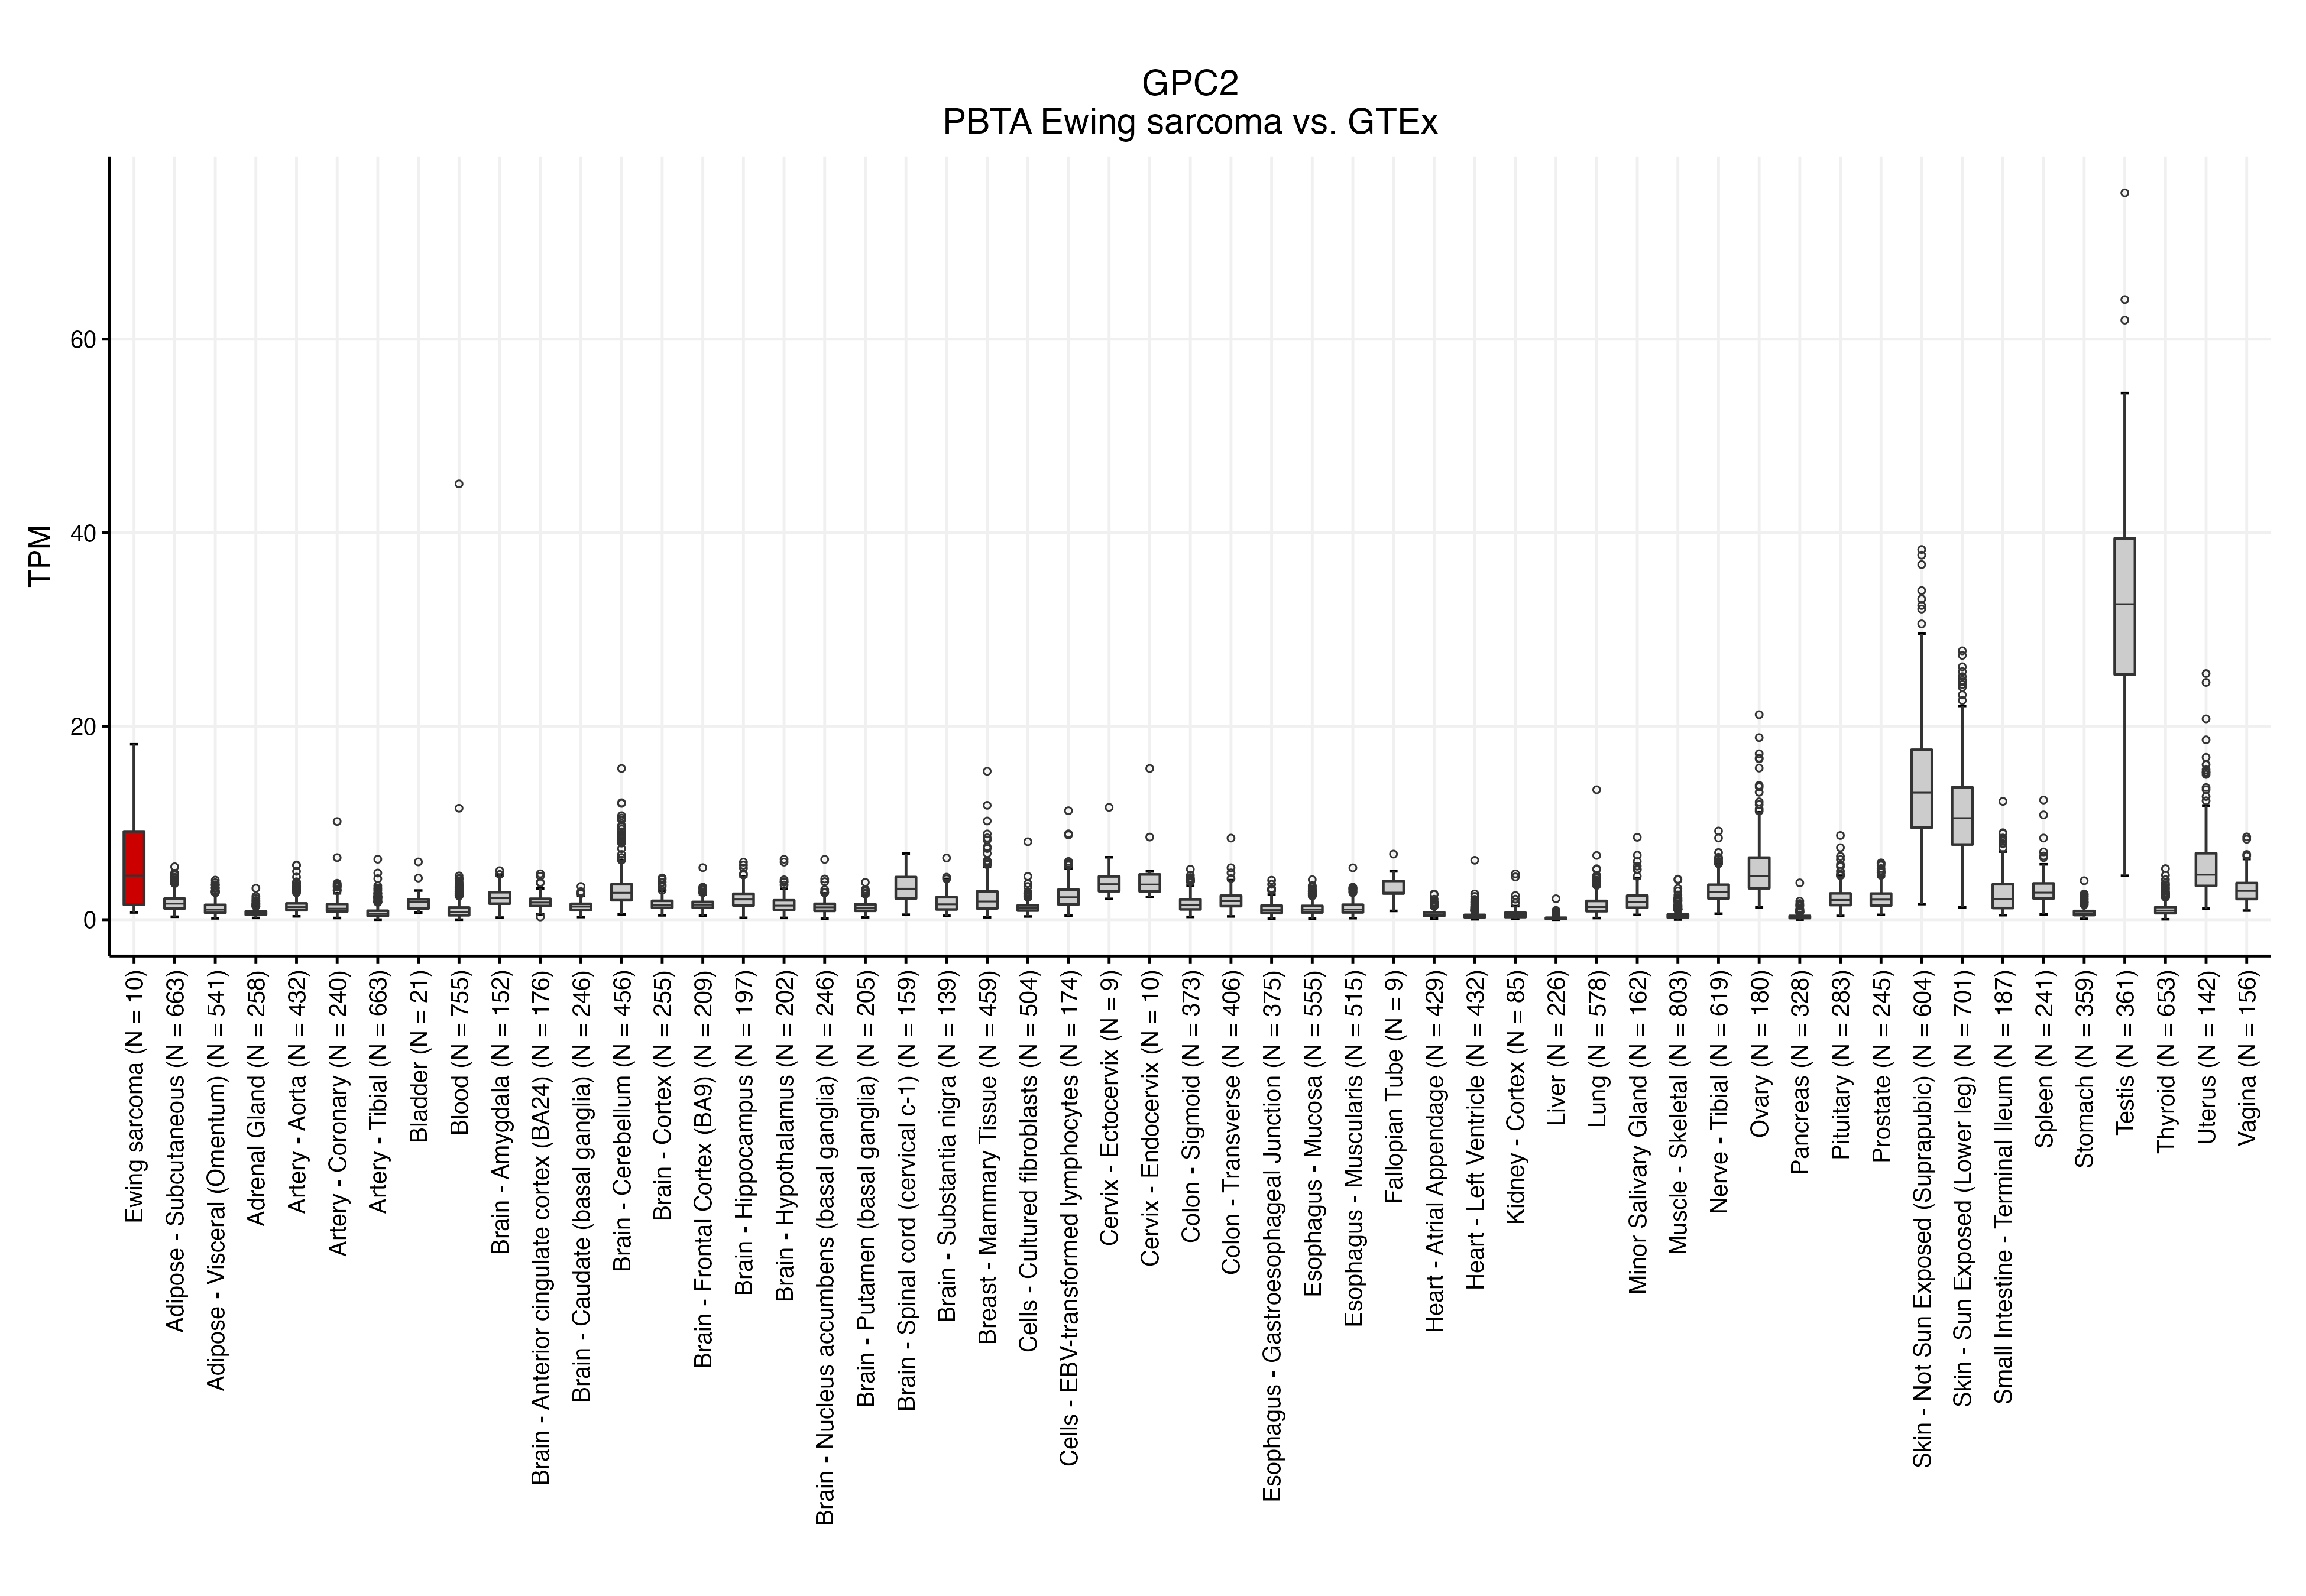 GPC2
PBTA Ewing sarcoma vs. GTEx
TPM
60
40
20
0
Ewing sarcoma (N = 10)
Adipose - Subcutaneous (N = 663)
Adipose - Visceral (Omentum) (N = 541)
Adrenal Gland (N = 258)
Artery - Aorta (N = 432)
Artery - Coronary (N = 240)
Artery - Tibial (N = 663)
Bladder (N = 21)
Blood (N = 755)
Brain - Amygdala (N = 152)
Brain - Anterior cingulate cortex (BA24) (N = 176)
Brain - Caudate (basal ganglia) (N = 246)
Brain - Cerebellum (N = 456)
Brain - Cortex (N = 255)
Brain - Frontal Cortex (BA9) (N = 209)
Brain - Hippocampus (N = 197)
Brain - Hypothalamus (N = 202)
Brain - Nucleus accumbens (basal ganglia) (N = 246)
Brain - Putamen (basal ganglia) (N = 205)
Brain - Spinal cord (cervical c-1) (N = 159)
Brain - Substantia nigra (N = 139)
Breast - Mammary Tissue (N = 459)
Cells - Cultured fibroblasts (N = 504)
Cells - EBV-transformed lymphocytes (N = 174)
Cervix - Ectocervix (N = 9)
Cervix - Endocervix (N = 10)
Colon - Sigmoid (N = 373)
Colon - Transverse (N = 406)
Esophagus - Gastroesophageal Junction (N = 375)
Esophagus - Mucosa (N = 555)
Esophagus - Muscularis (N = 515)
Fallopian Tube (N = 9)
Heart - Atrial Appendage (N = 429)
Heart - Left Ventricle (N = 432)
Kidney - Cortex (N = 85)
Liver (N = 226)
Lung (N = 578)
Minor Salivary Gland (N = 162)
Muscle - Skeletal (N = 803)
Nerve - Tibial (N = 619)
Ovary (N = 180)
Pancreas (N = 328)
Pituitary (N = 283)
Prostate (N = 245)
Skin - Not Sun Exposed (Suprapubic) (N = 604)
Skin - Sun Exposed (Lower leg) (N = 701)
Small Intestine - Terminal Ileum (N = 187)
Spleen (N = 241)
Stomach (N = 359)
Testis (N = 361)
Thyroid (N = 653)
Uterus (N = 142)
Vagina (N = 156)